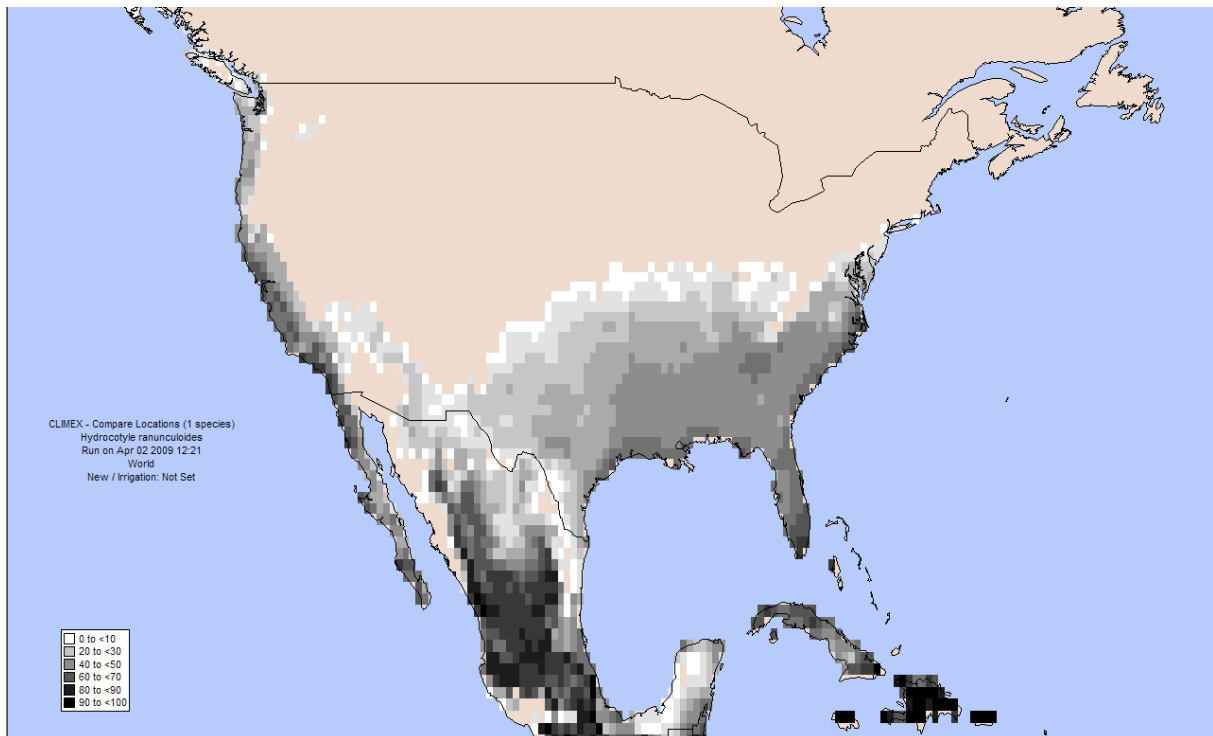 CLIMEX - Compare Locations (1 species)
Hydrocotyle ranunculoides
Run on Apr 02 2009 12:21
World
New / Irrigation: Not Set
0 to <10
20 to <30
40 to <50
60 to <70
80 to <90
90 to <100